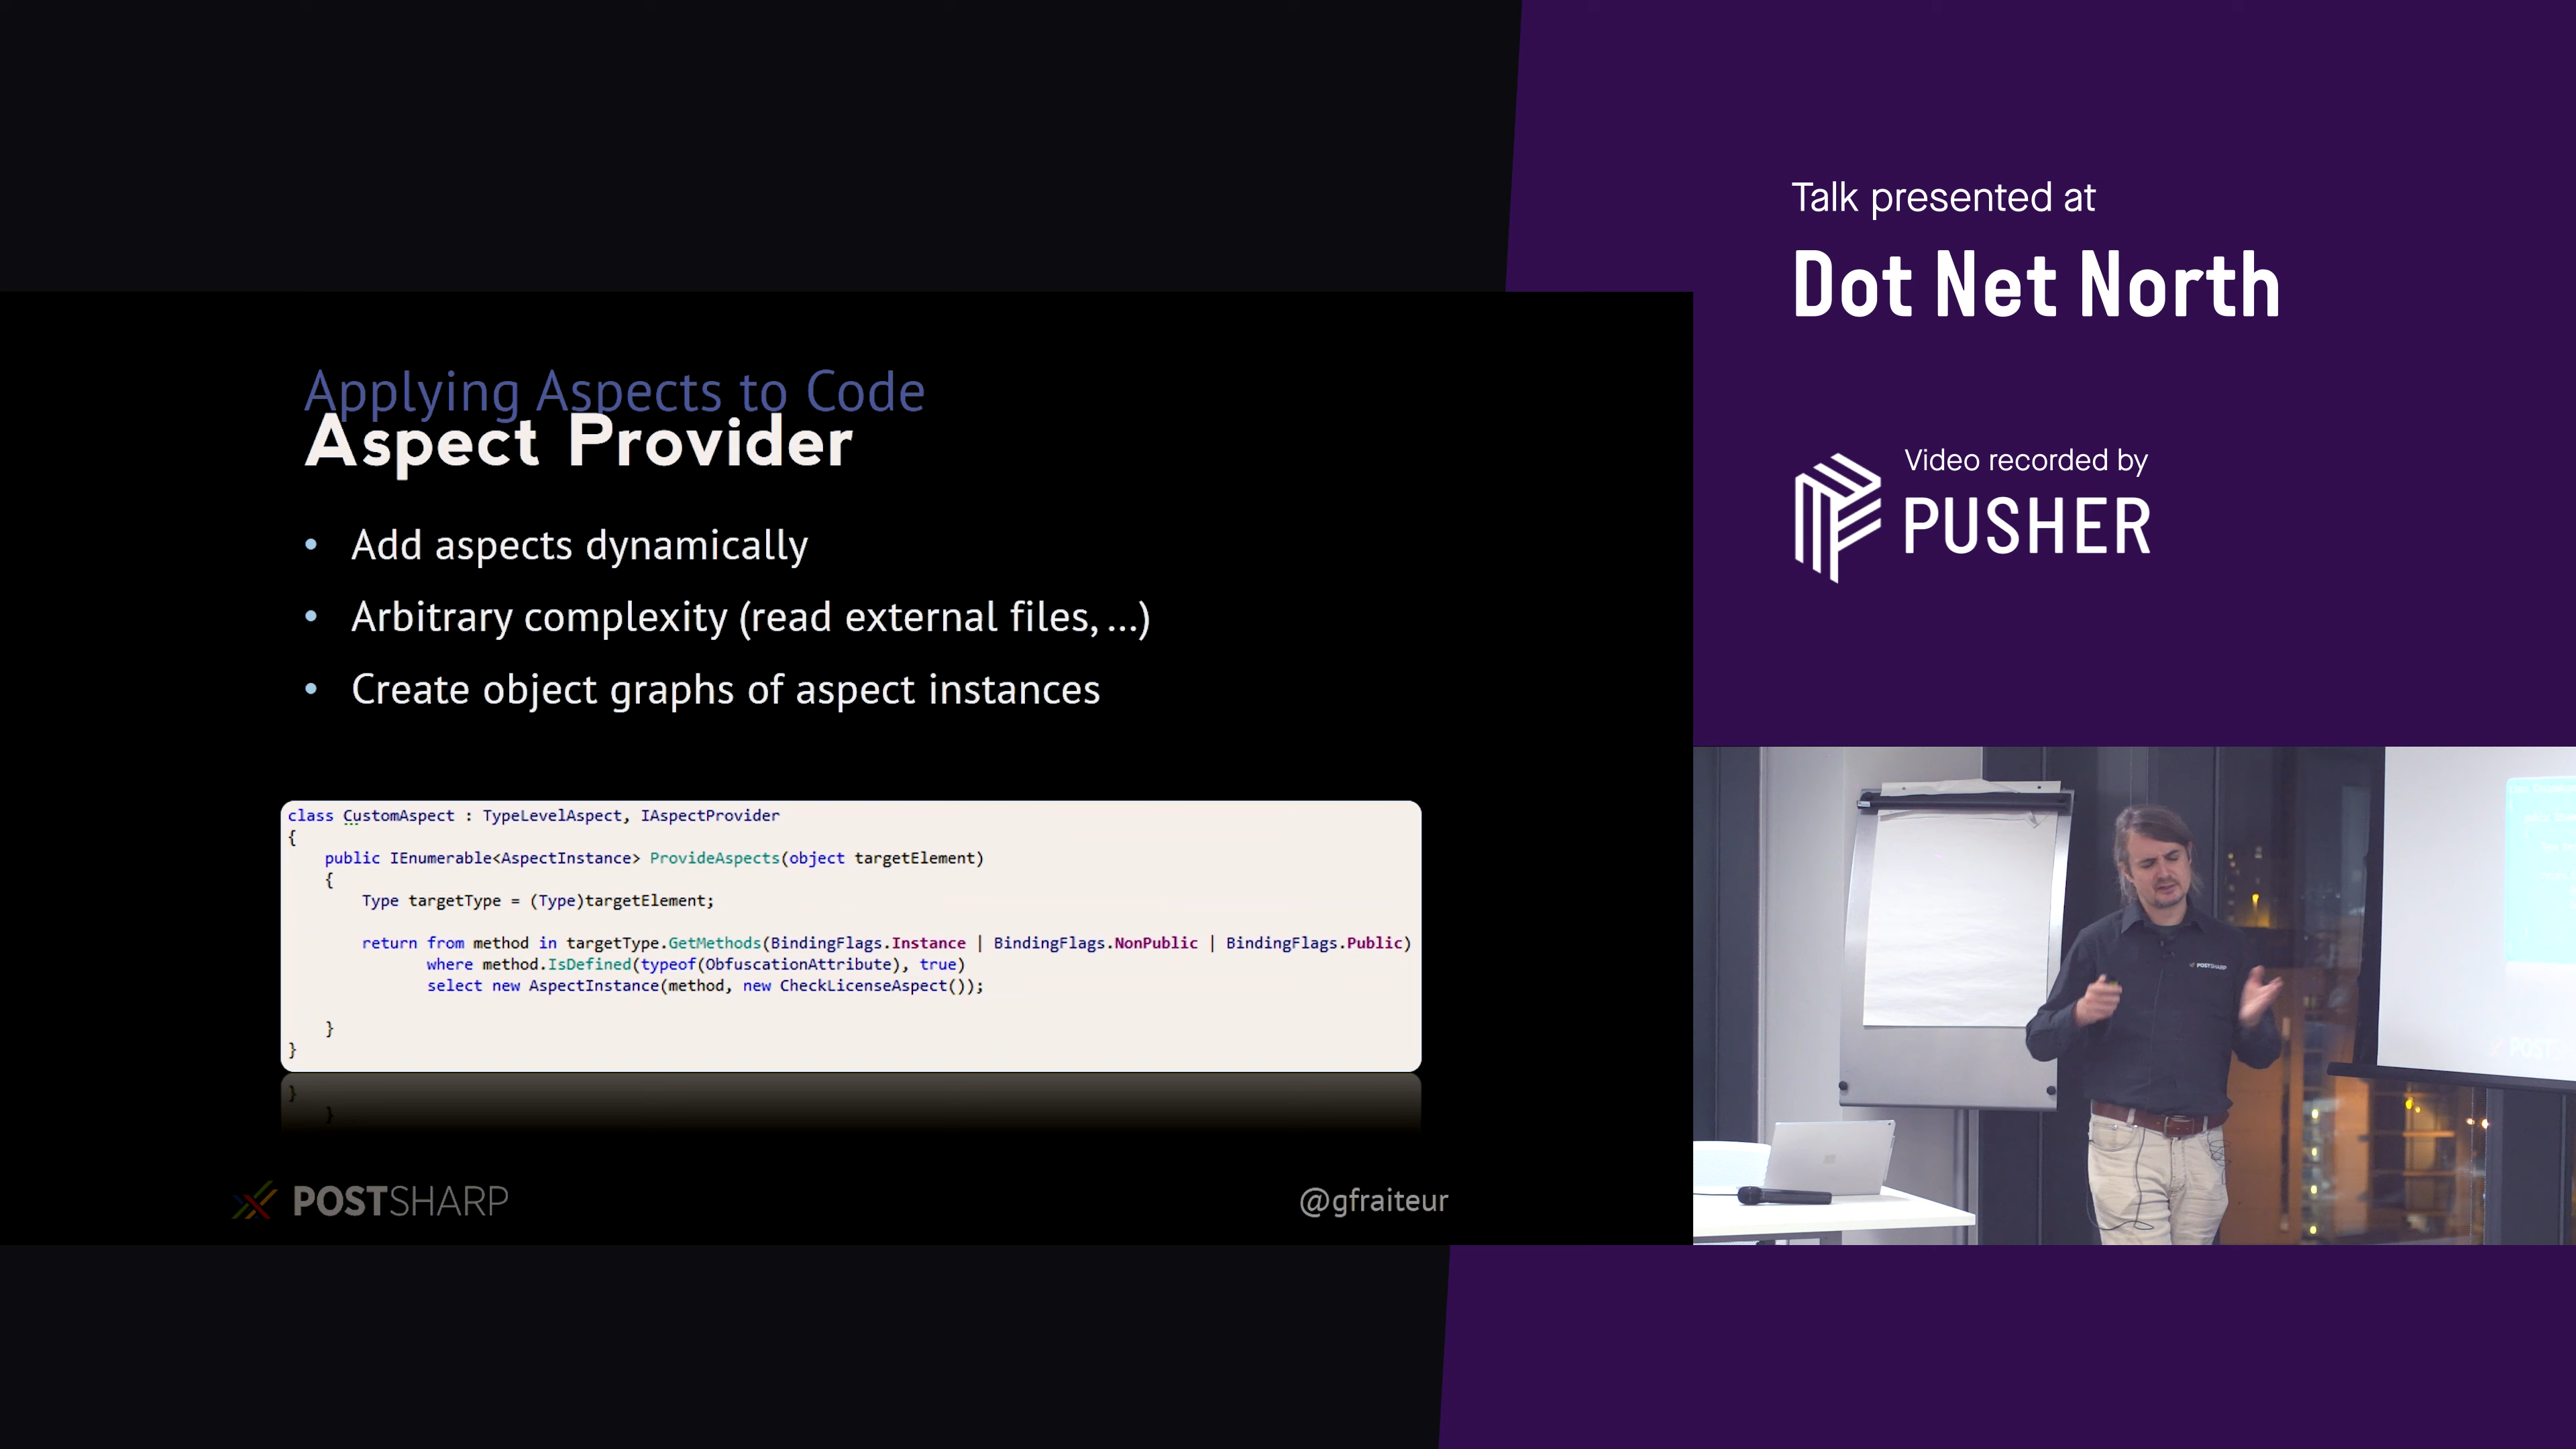 Talk presented at
Dot Net North
Video recorded by
PUSHER
Applying Aspects to Code
Aspect Provider
• Add aspects dynamically
• Arbitrary complexity (read external files, ...)
• Create object graphs of aspect instances
class CustomAspect : TypeLevelAspect, IAspectProvider
{
    public IEnumerable<AspectInstance> ProvideAspects(object targetElement)
    {
        Type targetType = (Type)targetElement;
        return from method in targetType.GetMethods(BindingFlags.Instance | BindingFlags.NonPublic | BindingFlags.Public)
               where method.IsDefined(typeof(ObfuscationAttribute), true)
               select new AspectInstance(method, new CheckLicenseAspect());
    }
}
POSTSHARP
@gfraiteur
POSTSHARP